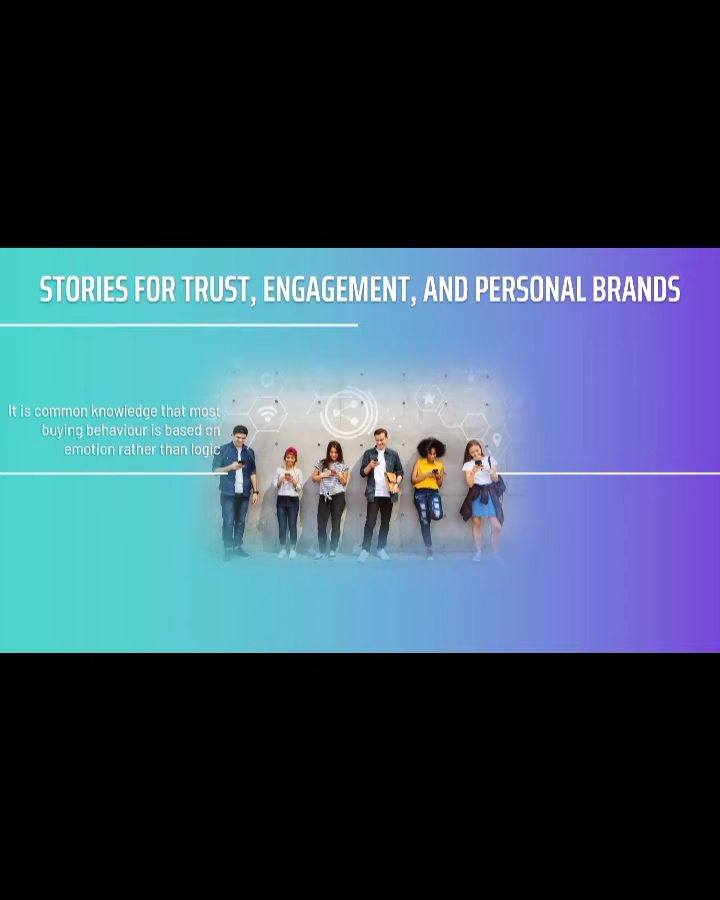 STORIES FOR TRUST, ENGAGEMENT, AND PERSONAL BRANDS
It is common knowledge that most
buying behaviour is based on
emotion rather than logic